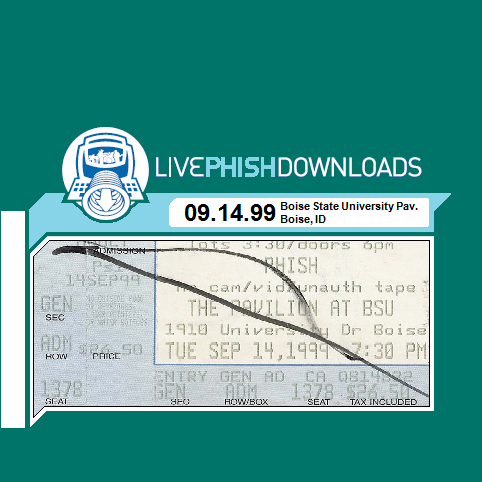 LIVEPHISHDOWNLOADS
09.14.99
Boise State University Pav.
Boise, ID
ADMISSION
lots 3:30/doors 6pm
PHISH
no cam/vid/unauth tape
THE PAVILION AT BSU
1910 University Dr Boise
TUE SEP 14,1999 7:30 PM
14SEP99
GEN
SEC
ADM $26.50
ROW PRICE
1378
SEAT
ENTRY GEN AD CA
GEN ADM 1378 $26.50
SEC ROW/BOX SEAT TAX INCLUDED